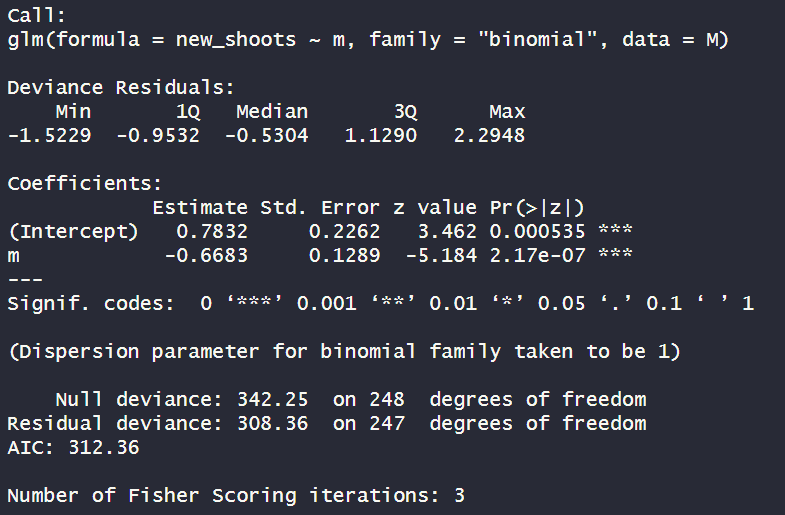 Call:
glm(formula = new_shoots ~ m, family = "binomial", data = M)
Deviance Residuals:
    Min       1Q   Median       3Q      Max
-1.5229  -0.9532  -0.5304   1.1290   2.2948
Coefficients:
            Estimate Std. Error z value Pr(>|z|)
(Intercept)   0.7832     0.2262   3.462 0.000535 ***
m            -0.6683     0.1289  -5.184 2.17e-07 ***
---
Signif. codes:  0 ‘***’ 0.001 ‘**’ 0.01 ‘*’ 0.05 ‘.’ 0.1 ‘ ’ 1
(Dispersion parameter for binomial family taken to be 1)
    Null deviance: 342.25  on 248  degrees of freedom
Residual deviance: 308.36  on 247  degrees of freedom
AIC: 312.36
Number of Fisher Scoring iterations: 3